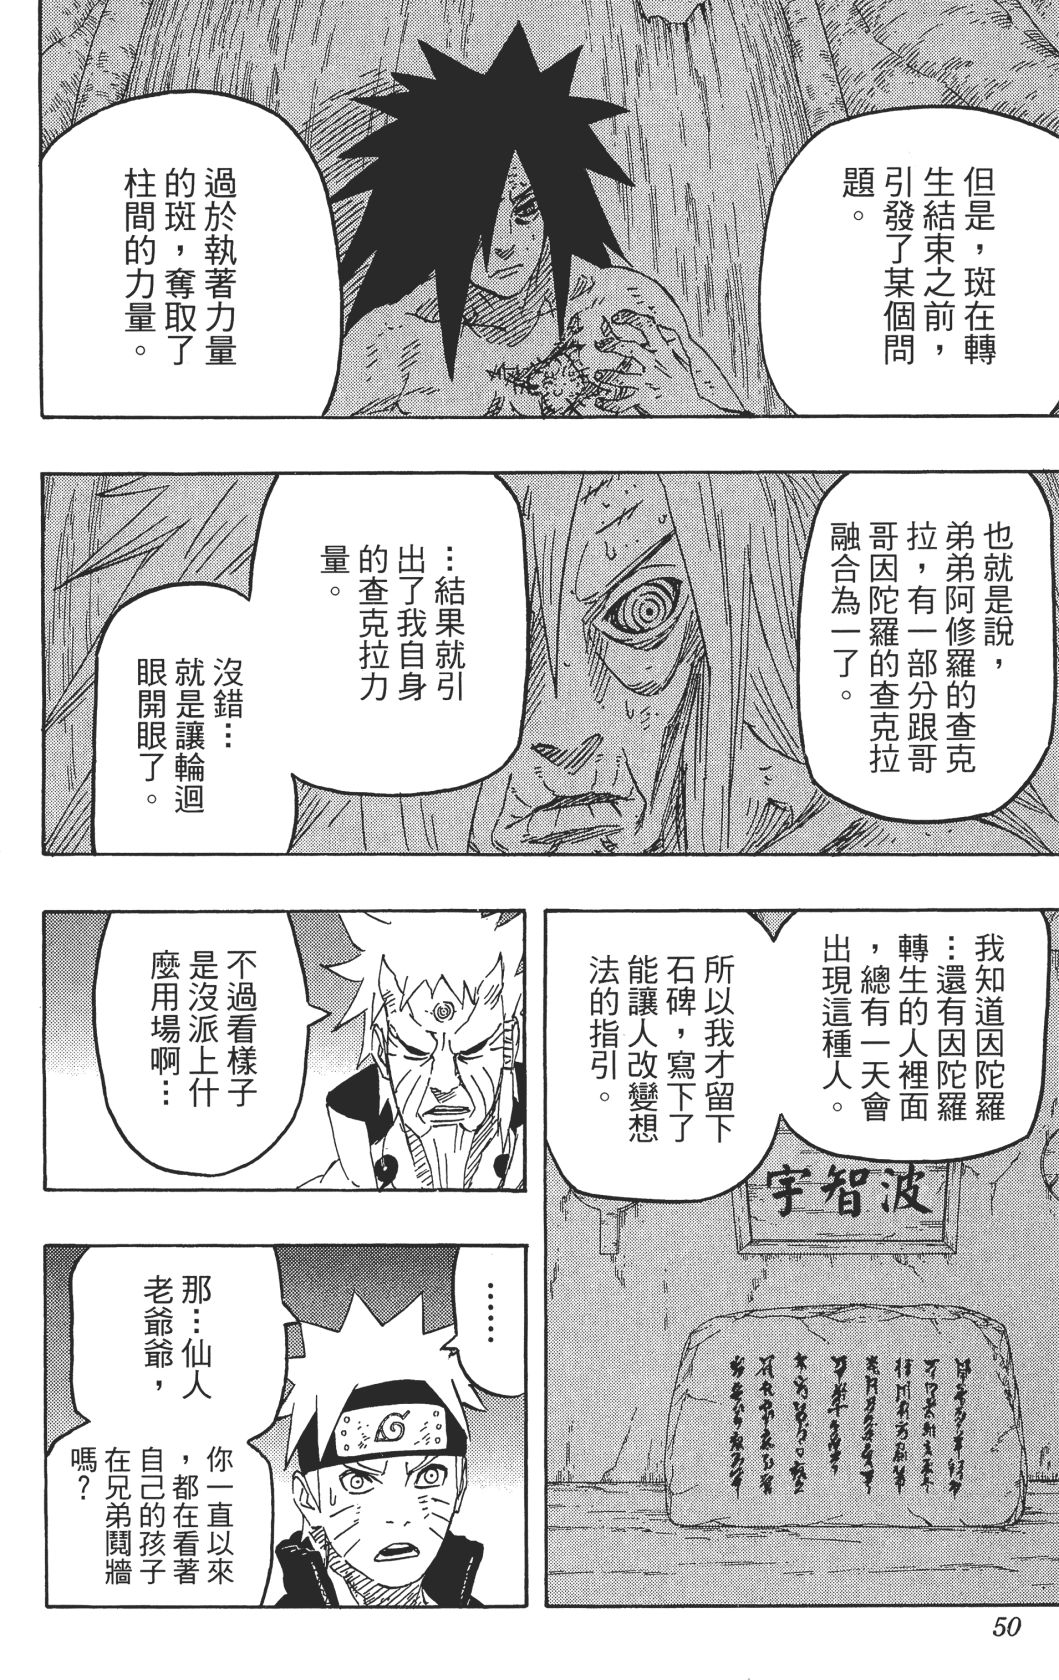 但是，斑在轉
生結束之前，
引發了某個問
題。
過於執著力量
的斑，奪取了
柱間的力量。
也就是說，
弟弟阿修羅的查克
拉，有一部分跟哥
哥因陀羅的查克拉
融合為一了。
…結果就引
出了我自身
的查克拉力
量。
沒錯…
就是讓輪迴
眼開眼了。
我知道因陀羅
…還有因陀羅
轉生的人裡面
，總有一天會
出現這種人。
所以我才留下
石碑，寫下了
能讓人改變想
法的指引。
宇智波
不過看樣子
是沒派上什
麼用場啊…
……
那…仙人
老爺爺，
你一直以來
，都在看著
自己的孩子
在兄弟鬩牆
嗎？
50